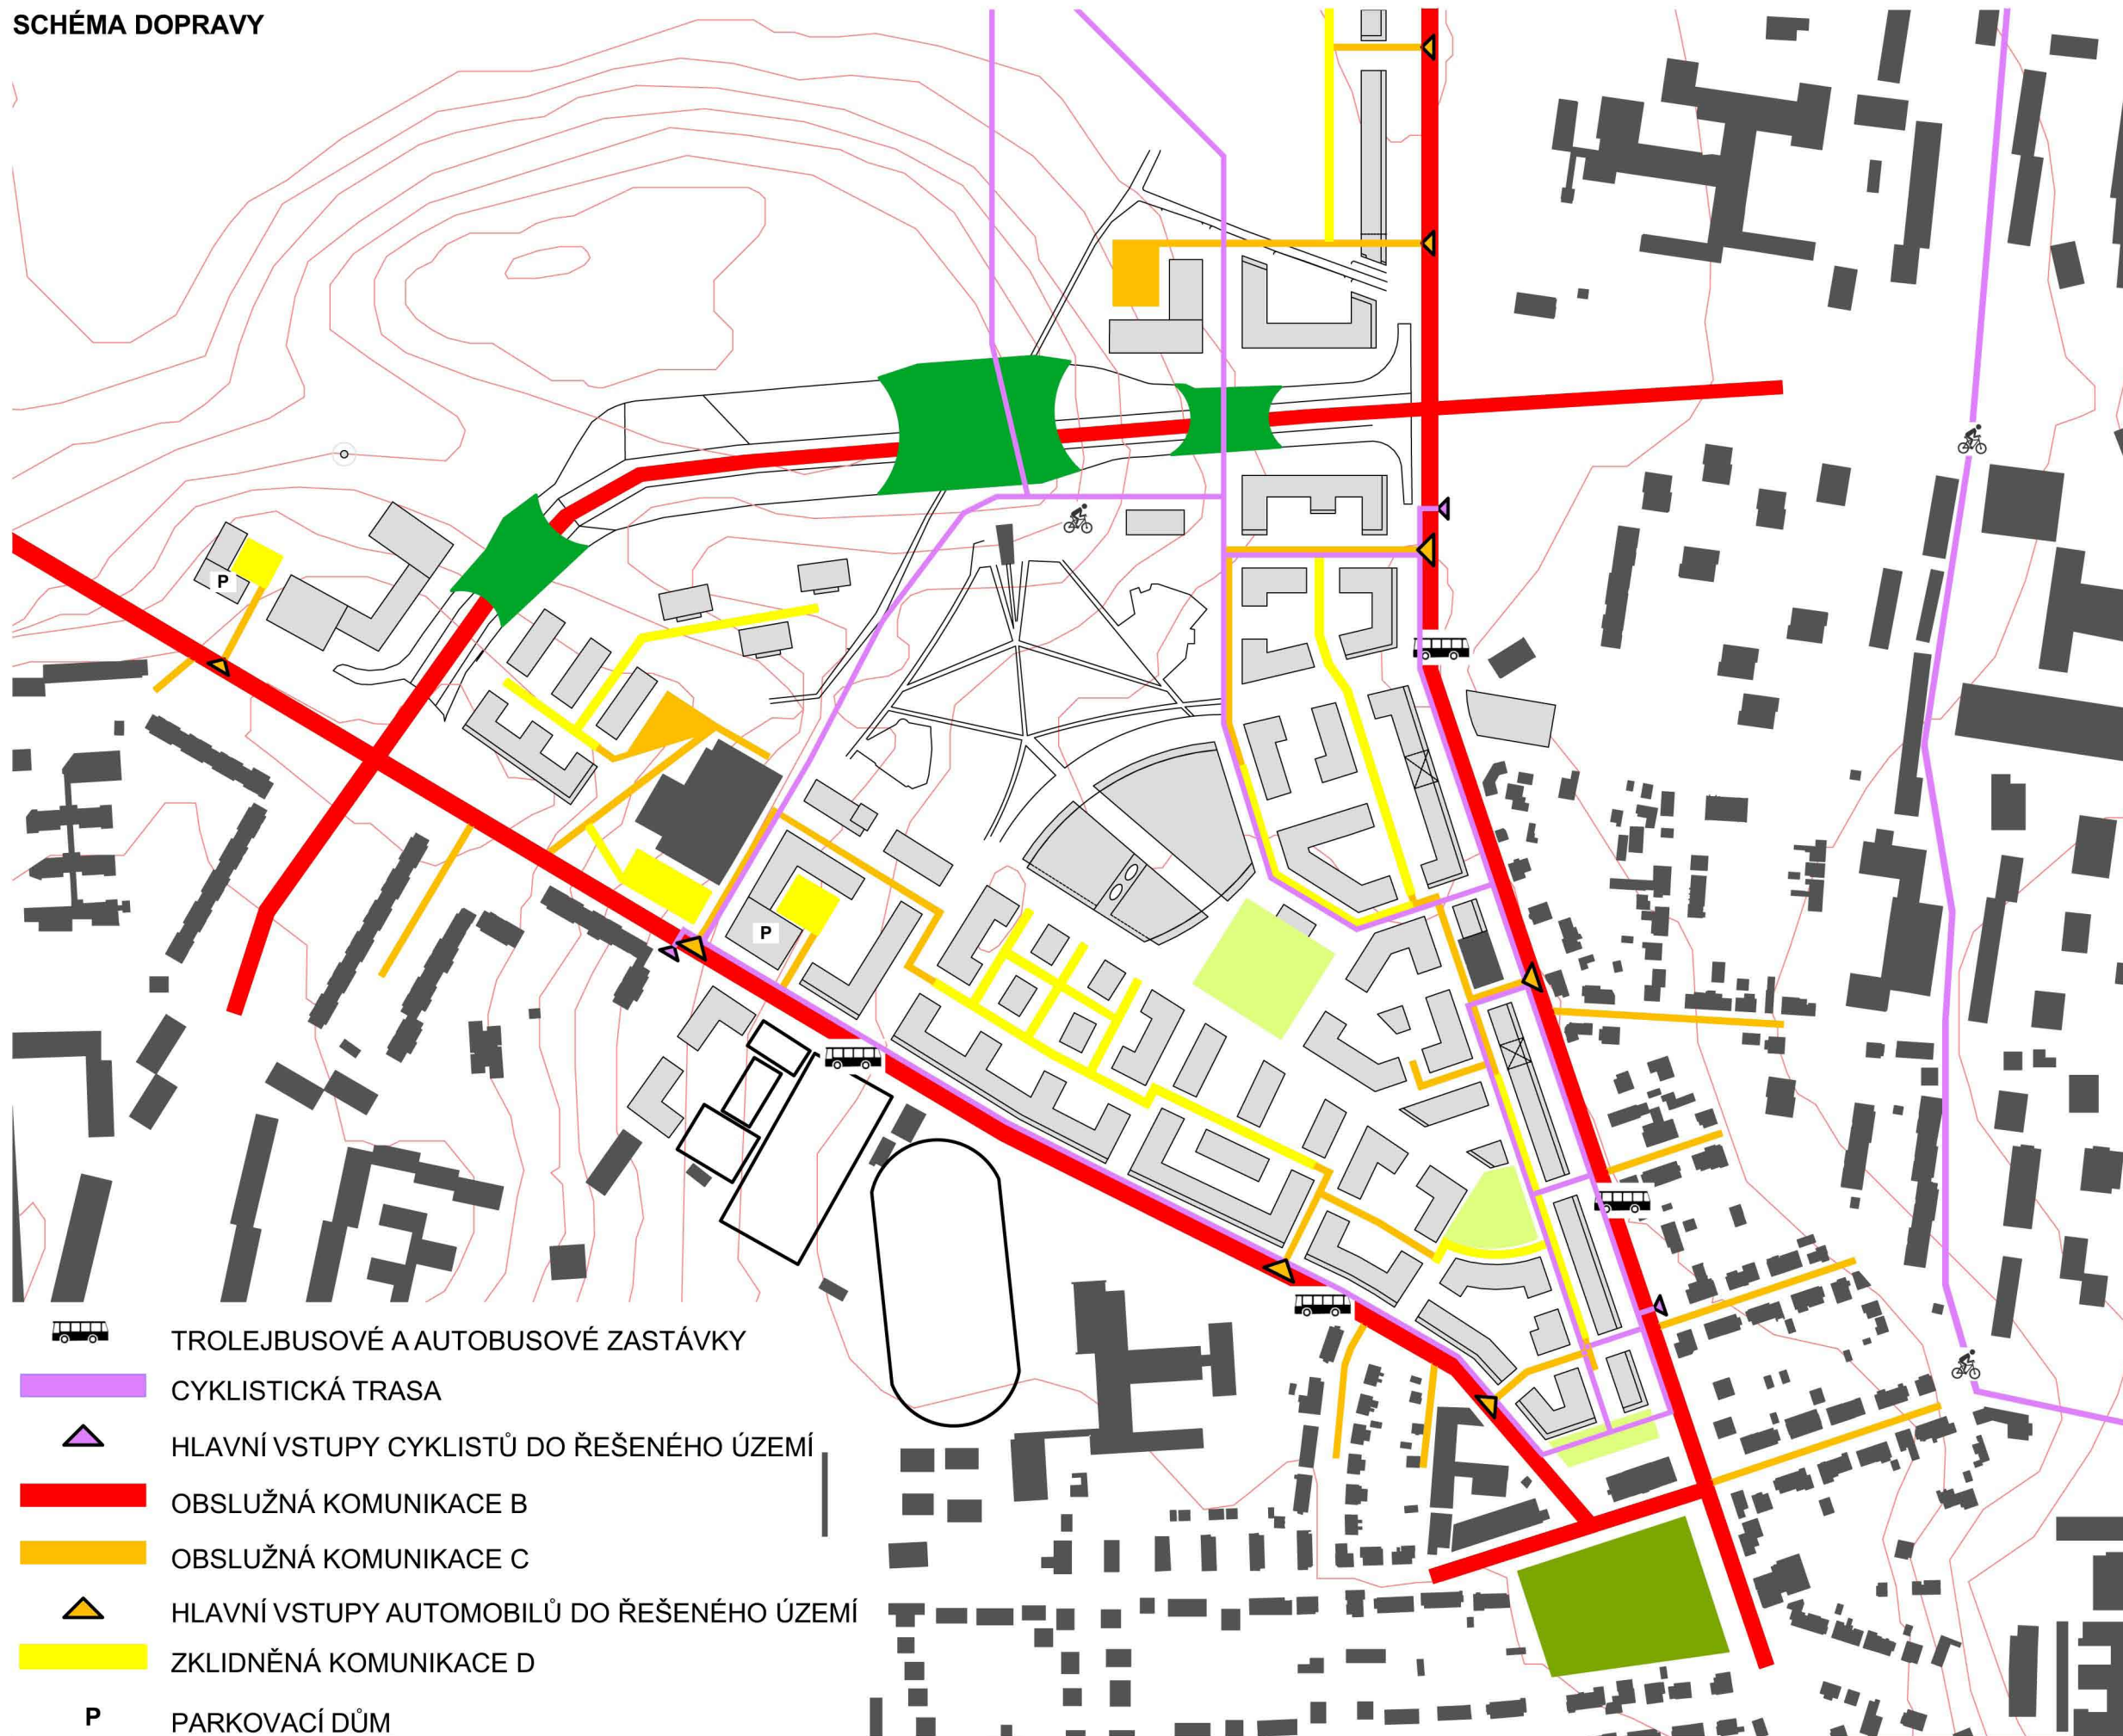 SCHÉMA DOPRAVY
P
P
TROLEJBUSOVÉ A AUTOBUSOVÉ ZASTÁVKY
CYKLISTICKÁ TRASA
HLAVNÍ VSTUPY CYKLISTŮ DO ŘEŠENÉHO ÚZEMÍ
OBSLUŽNÁ KOMUNIKACE B
OBSLUŽNÁ KOMUNIKACE C
HLAVNÍ VSTUPY AUTOMOBILŮ DO ŘEŠENÉHO ÚZEMÍ
ZKLIDNĚNÁ KOMUNIKACE D
P PARKOVACÍ DŮM